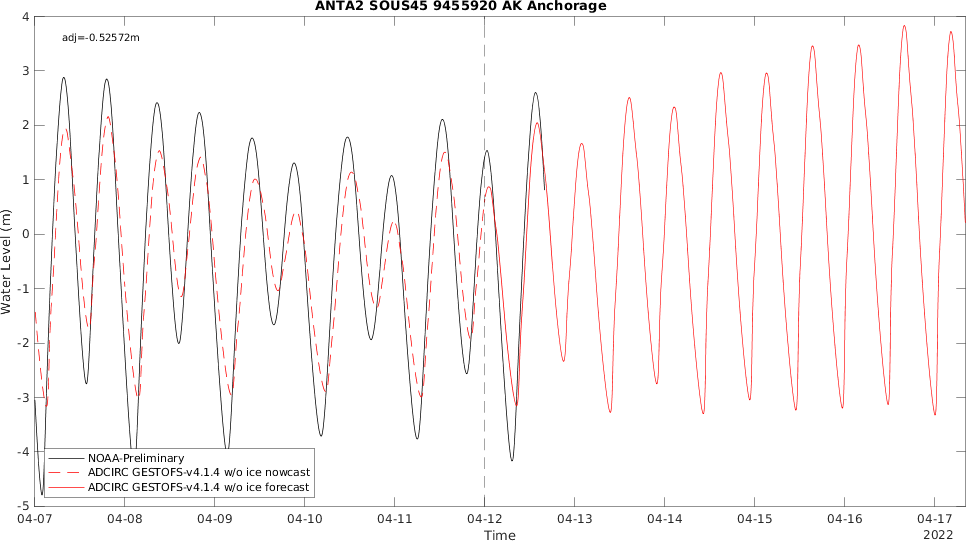 ANTA2 SOUS45 9455920 AK Anchorage
adj=-0.52572m
4
3
2
1
0
-1
-2
-3
-4
-5
Water Level (m)
NOAA-Preliminary
ADCIRC GESTOFS-v4.1.4 w/o ice nowcast
ADCIRC GESTOFS-v4.1.4 w/o ice forecast
04-07 04-08 04-09 04-10 04-11 04-12 04-13 04-14 04-15 04-16 04-17
Time 2022